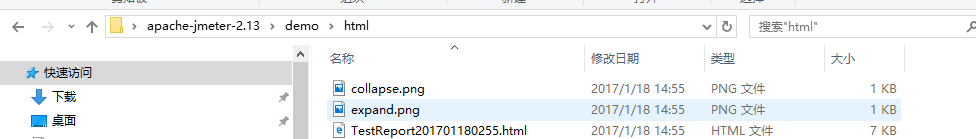 apache-jmeter-2.13 > demo > html
搜索"html"
快速访问
下载
桌面
名称 修改日期 类型 大小
collapse.png 2017/1/18 14:55 PNG 文件 1 KB
expand.png 2017/1/18 14:55 PNG 文件 1 KB
TestReport201701180255.html 2017/1/18 14:55 HTML 文件 7 KB